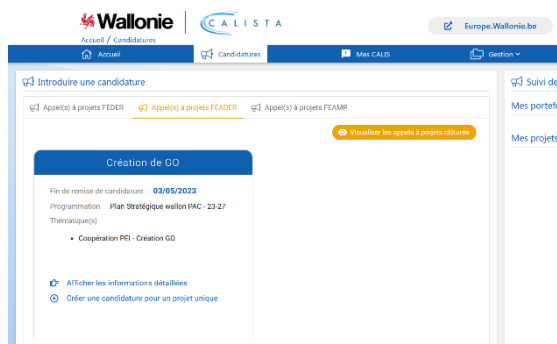 Wallonie
CALISTA
Europe.Wallonie.be
Accueil / Candidatures
Accueil
Candidatures
Mes CALIS
Gestion
Introduire une candidature
Suivi de
Appel(s) à projets FEDER
Appel(s) à projets FEADER
Appel(s) à projets FEAMP
Mes portef
Visualiser les appels à projets clôturés
Mes projets
Création de GO
Fin de remise de candidature 03/05/2023
Programmation Plan Stratégique wallon PAC - 23-27
Thématique(s)
• Coopération PEI - Création GO
Afficher les informations détaillées
Créer une candidature pour un projet unique